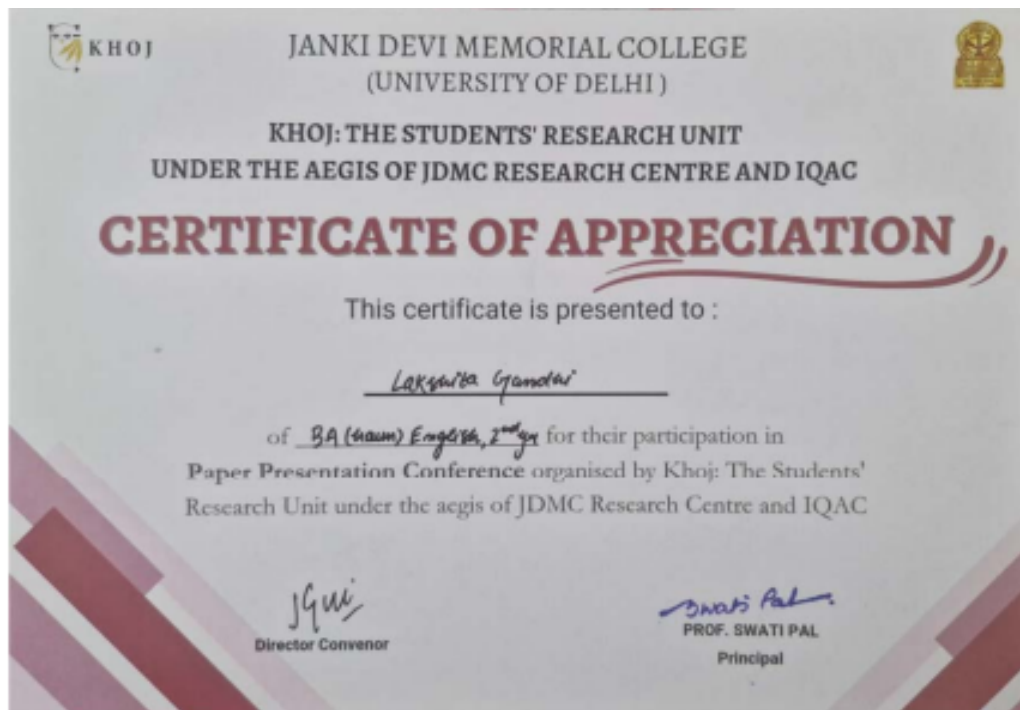 KHOJ
JANKI DEVI MEMORIAL COLLEGE
(UNIVERSITY OF DELHI )
KHOJ: THE STUDENTS' RESEARCH UNIT
UNDER THE AEGIS OF JDMC RESEARCH CENTRE AND IQAC
CERTIFICATE OF APPRECIATION
This certificate is presented to :
Lakshita Gandhi
of BA (Hons) English, 2nd yr for their participation in
Paper Presentation Conference organised by Khoj: The Students'
Research Unit under the aegis of JDMC Research Centre and IQAC
Director Convenor
Swati Pal
PROF. SWATI PAL
Principal